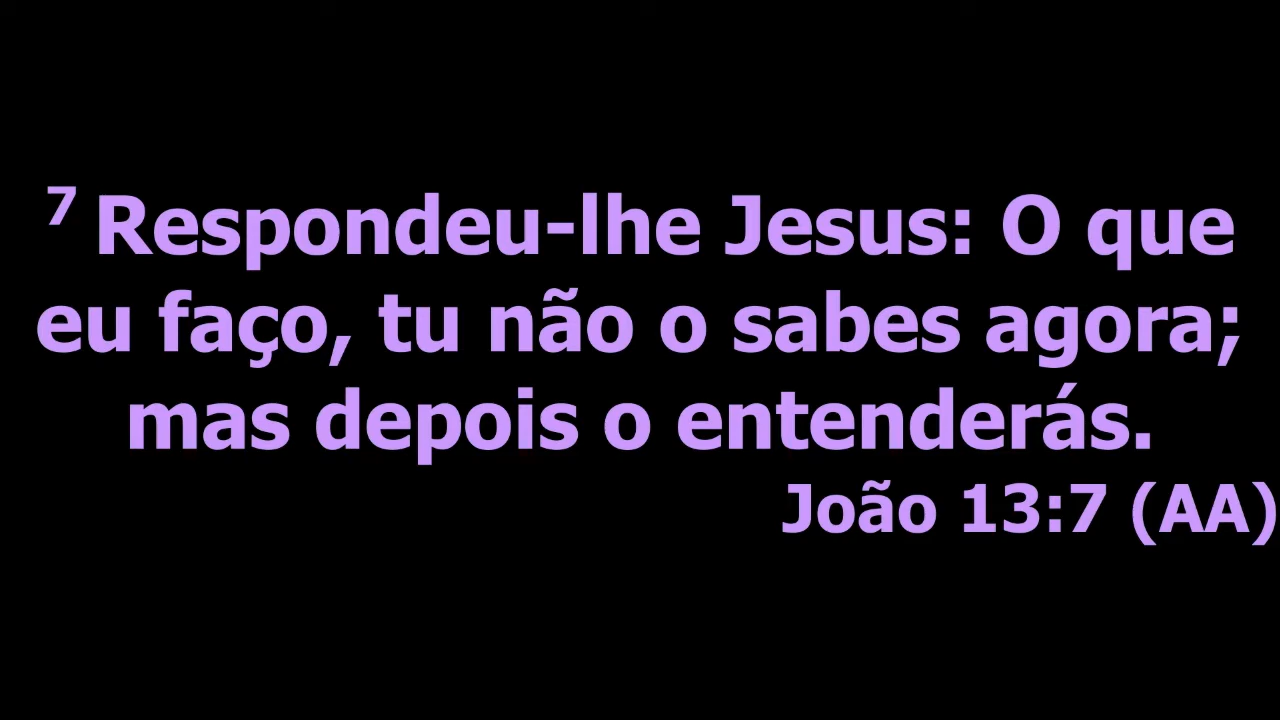 7 Respondeu-lhe Jesus: O que
eu faço, tu não o sabes agora;
mas depois o entenderás.
João 13:7 (AA)